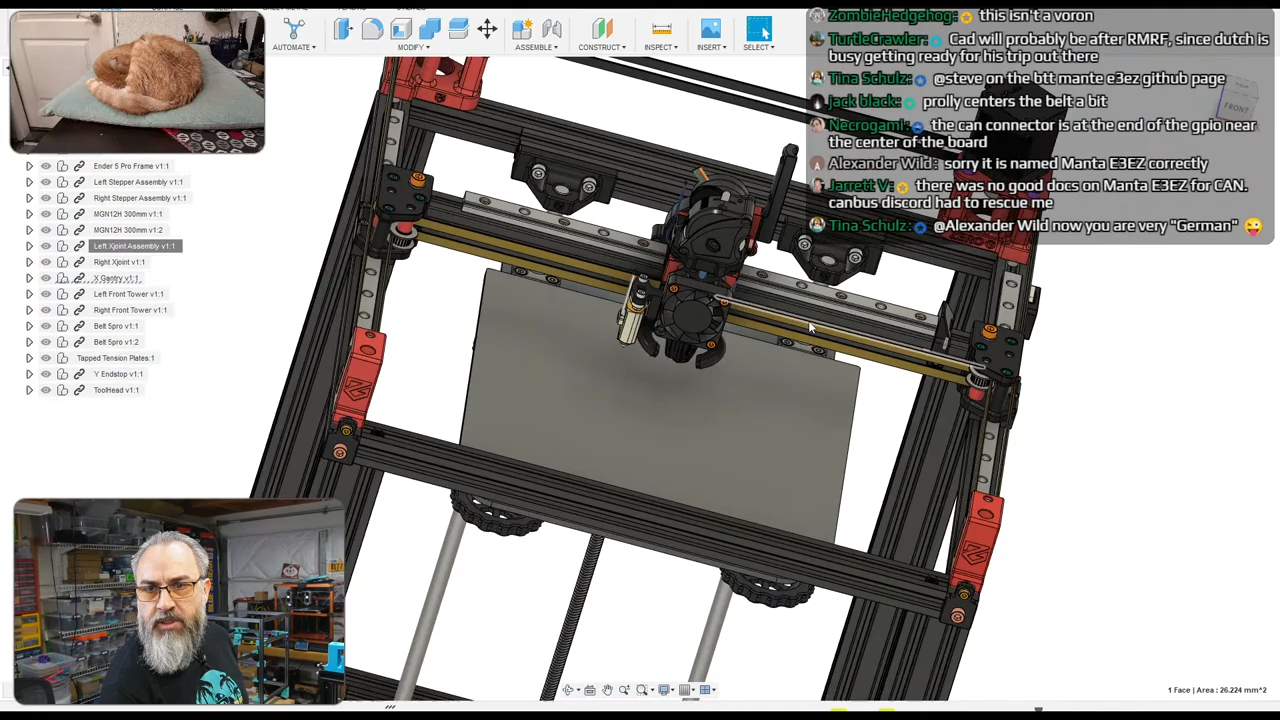 AUTOMATE
MODIFY
ASSEMBLE
CONSTRUCT
INSPECT
INSERT
SELECT
ZombieHedgehog: this isn't a voron
TurtleCrawler: Cad will probably be after RMRF, since dutch is
busy getting ready for his trip out there
Tina Schulz: @steve on the btt mante e3ez github page
Jack black: prolly centers the belt a bit
Necrogami: the can connector is at the end of the gpio near
the center of the board
Alexander Wild: sorry it is named Manta E3EZ correctly
Jarrett V: there was no good docs on Manta E3EZ for CAN.
canbus discord had to rescue me
Tina Schulz: @Alexander Wild now you are very "German" 😜
FRONT
Ender 5 Pro Frame v1:1
Left Stepper Assembly v1:1
Right Stepper Assembly v1:1
MGN12H 300mm v1:1
MGN12H 300mm v1:2
Left Xjoint Assembly v1:1
Right Xjoint v1:1
X Gantry v1:1
Left Front Tower v1:1
Right Front Tower v1:1
Belt 5pro v1:1
Belt 5pro v1:2
Tapped Tension Plates:1
Y Endstop v1:1
ToolHead v1:1
1 Face | Area : 26.224 mm^2